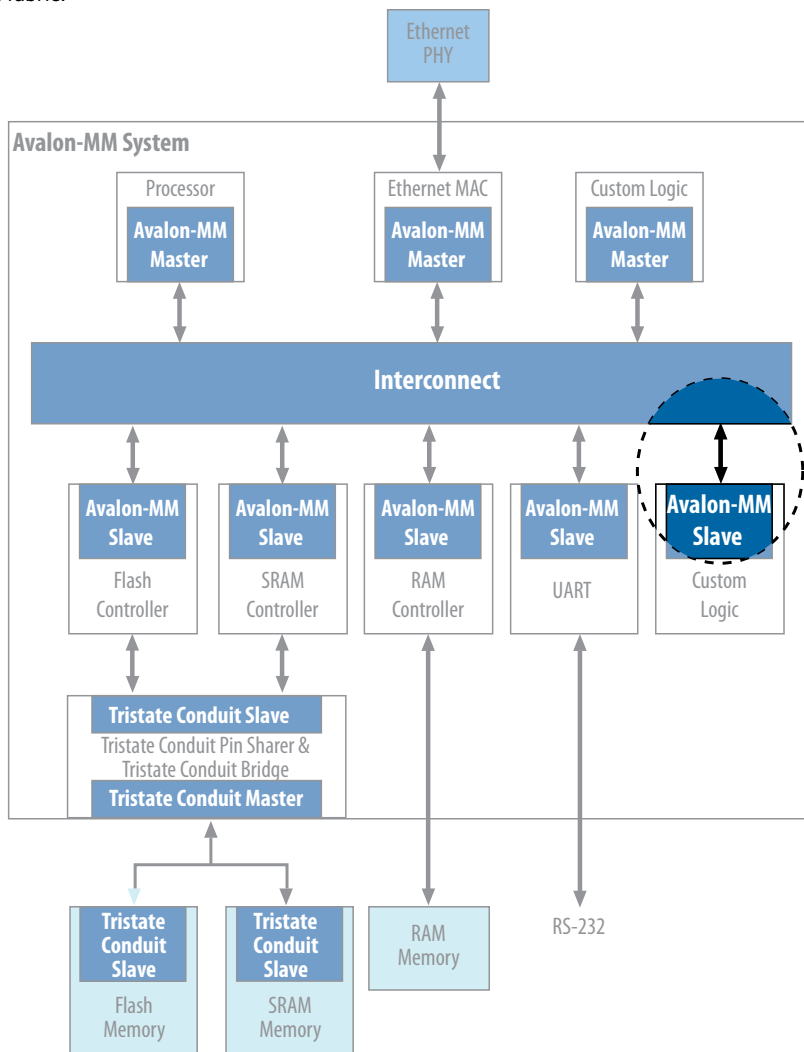 Ethernet
PHY
Avalon-MM System
Processor
Avalon-MM
Master
Ethernet MAC
Avalon-MM
Master
Custom Logic
Avalon-MM
Master
Interconnect
Avalon-MM
Slave
Flash
Controller
Avalon-MM
Slave
SRAM
Controller
Avalon-MM
Slave
RAM
Controller
Avalon-MM
Slave
UART
Avalon-MM
Slave
Custom
Logic
Tristate Conduit Slave
Tristate Conduit Pin Sharer &
Tristate Conduit Bridge
Tristate Conduit Master
Tristate
Conduit
Slave
Flash
Memory
Tristate
Conduit
Slave
SRAM
Memory
RAM
Memory
RS-232